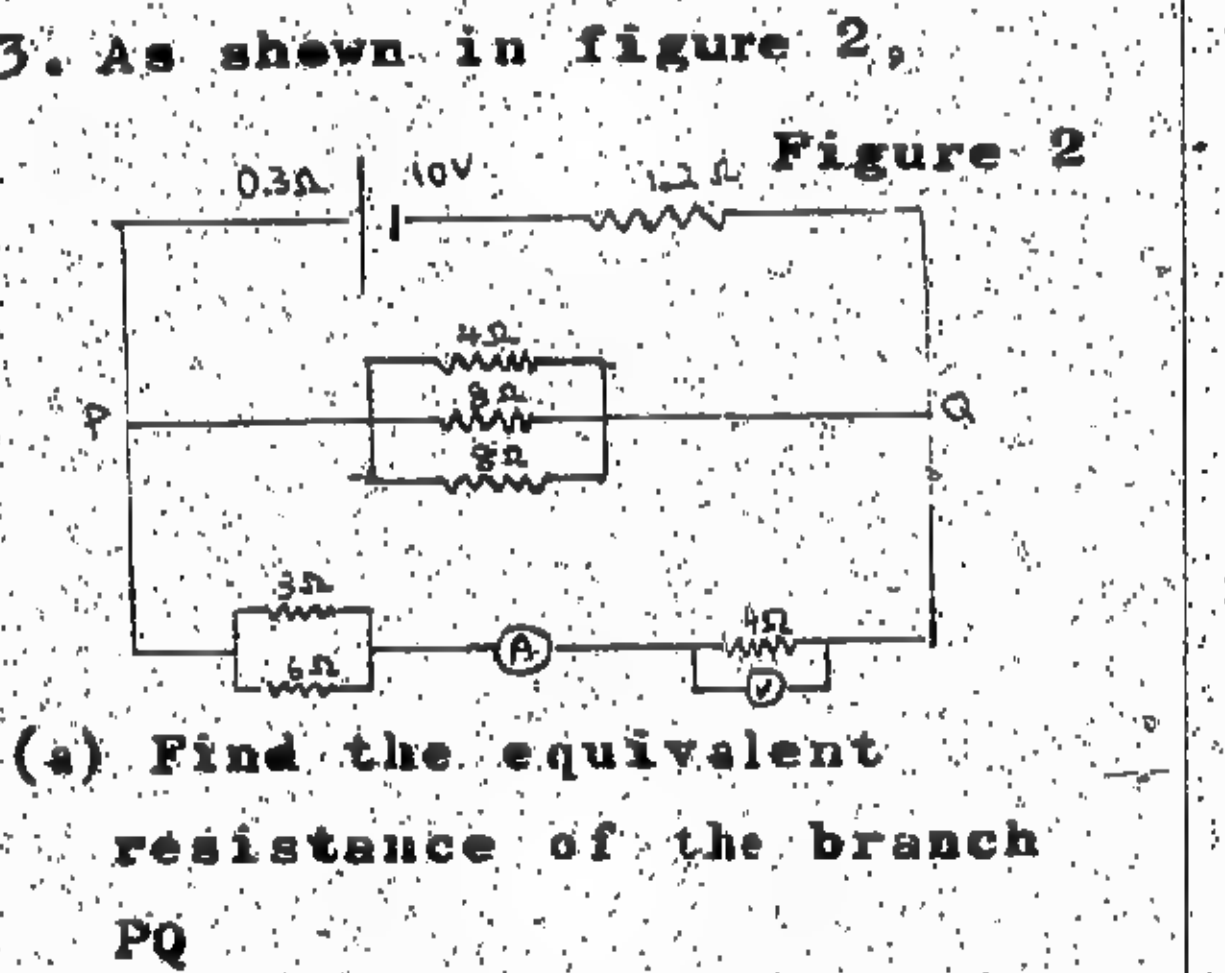 3. As shown in figure 2,
Figure 2
0.3Ω
10V
1.2Ω
4Ω
8Ω
8Ω
P
Q
3Ω
6Ω
A
4Ω
V
(a) Find the equivalent
resistance of the branch
PQ